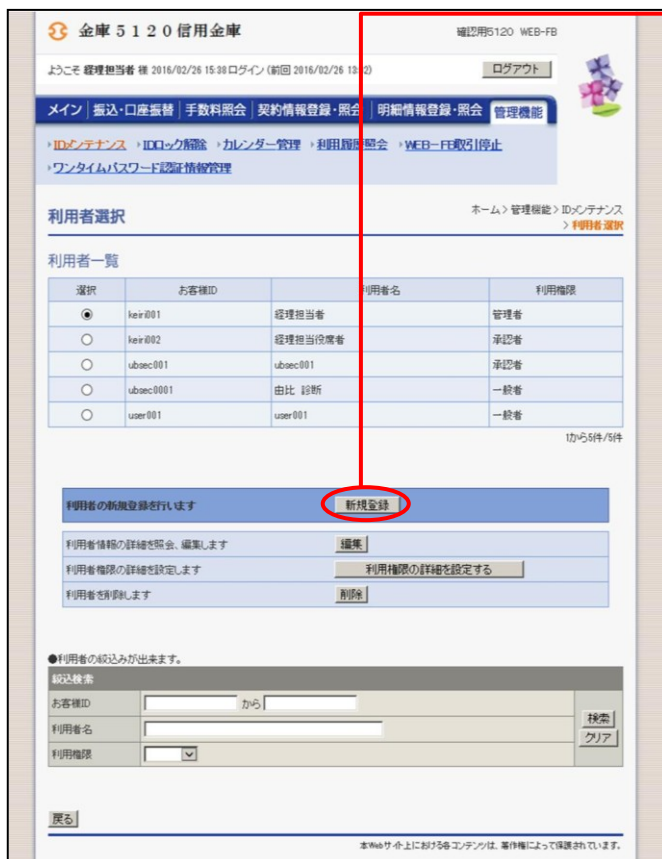 金庫５１２０信用金庫
確認用5120 WEB-FB
ようこそ 経理担当者 様 2016/02/26 15:38ログイン (前回 2016/02/26 13: 2)
ログアウト
メイン 振込・口座振替 手数料照会 契約情報登録・照会 明細情報登録・照会 管理機能
IDメンテナンス IDロック解除 カレンダー管理 利用履歴照会 WEB－FB取引停止
ワンタイムパスワード認証情報管理
利用者選択
ホーム > 管理機能 > IDメンテナンス
> 利用者選択
利用者一覧
選択 お客様ID 利用者名 利用権限
keiri001 経理担当者 管理者
keiri002 経理担当役席者 承認者
ubsec001 ubsec001 承認者
ubsec0001 由比 診断 一般者
user001 user001 一般者
1から5件/5件
利用者の新規登録を行います 新規登録
利用者情報の詳細を照会、編集します 編集
利用者権限の詳細を設定します 利用権限の詳細を設定する
利用者を削除します 削除
●利用者の絞込みが出来ます。
絞込検索
お客様ID から
利用者名
利用権限
検索
クリア
戻る
本Webサイト上における各コンテンツは、著作権によって保護されています。